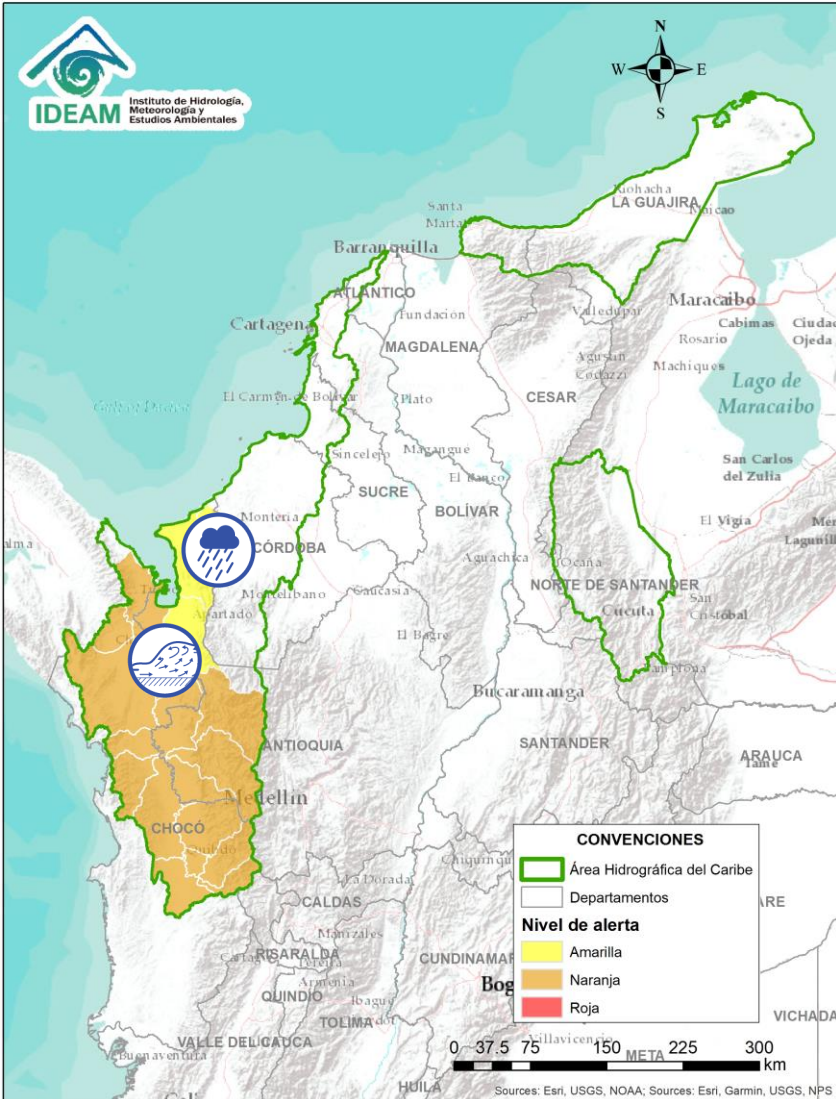 N
W E
S
IDEAM
Instituto de Hidrología,
Meteorología y
Estudios Ambientales
Riohacha
LA GUAJIRA
Maicao
Santa
Marta
Barranquilla
ATLÁNTICO
Maracaibo
Cabimas
Ciudad
Ojeda
Fundación
Valledupar
Cartagena
Rosario
MAGDALENA
Machiques
Agustín
Codazzi
Lago de
Maracaibo
El Carmen de Bolívar
Plato
CESAR
Sincelejo
Magangué
San Carlos
del Zulia
El Banco
SUCRE
BOLÍVAR
Montería
El Vigía
CÓRDOBA
Aguachica
Ocaña
NORTE DE SANTANDER
Montelíbano
Caucasia
Apartadó
Cúcuta
San
Cristóbal
El Bagre
Pamplona
Bucaramanga
ANTIOQUIA
SANTANDER
ARAUCA
Tame
Medellín
CHOCÓ
Quibdó
La Dorada
CALDAS
Manizales
RISARALDA
Pereira
Armenia
QUINDÍO
Ibagué
TOLIMA
CUNDINAMAR
Bog
VICHADA
Villavicencio
VALLE DEL CAUCA
META
Buenaventura
HUILA
CONVENCIONES
Área Hidrográfica del Caribe
Departamentos
Nivel de alerta
Amarilla
Naranja
Roja
0 37.5 75 150 225 300
km
Sources: Esri, USGS, NOAA; Sources: Esri, Garmin, USGS, NPS